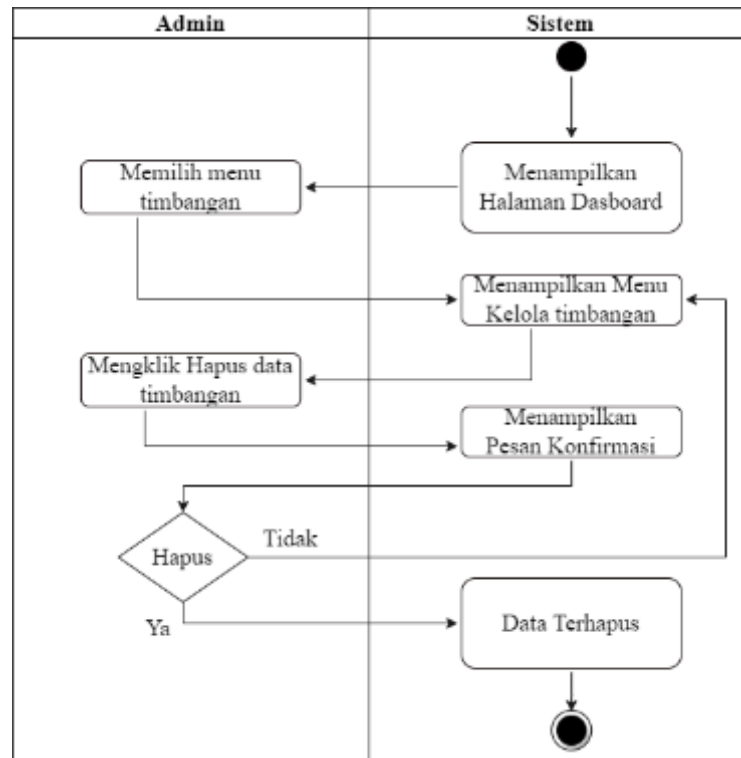 Admin
Sistem
Menampilkan
Halaman Dasboard
Memilih menu
timbangan
Menampilkan Menu
Kelola timbangan
Mengklik Hapus data
timbangan
Menampilkan
Pesan Konfirmasi
Hapus
Tidak
Ya
Data Terhapus